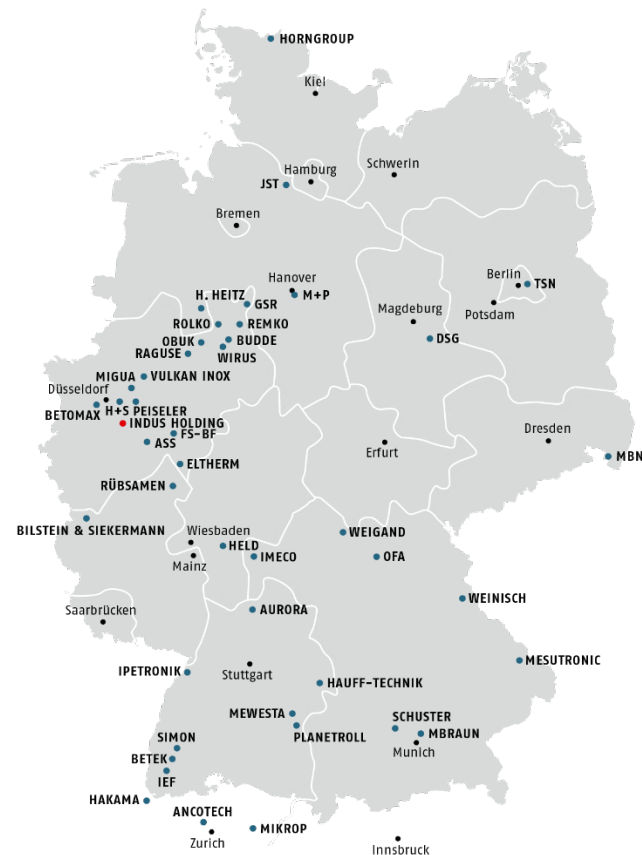 HORNGROUP
Kiel
Hamburg
Schwerin
JST
Bremen
Hanover
H. HEITZ
GSR
M+P
Berlin
TSN
Potsdam
Magdeburg
ROLKO
REMKO
OBUK
BUDDE
DSG
RAGUSE
WIRUS
MIGUA
VULKAN INOX
Düsseldorf
BETOMAX
H+S
PEISELER
INDUS HOLDING
FS-BF
ASS
Dresden
Erfurt
MBN
ELTHERM
RÜBSAMEN
BILSTEIN & SIEKERMANN
Wiesbaden
WEIGAND
HELD
Mainz
IMECO
OFA
Saarbrücken
AURORA
WEINISCH
Stuttgart
MESUTRONIC
IPETRONIK
HAUFF-TECHNIK
MEWESTA
SCHUSTER
PLANETROLL
MBRAUN
Munich
SIMON
BETEK
IEF
HAKAMA
ANCOTECH
MIKROP
Zurich
Innsbruck